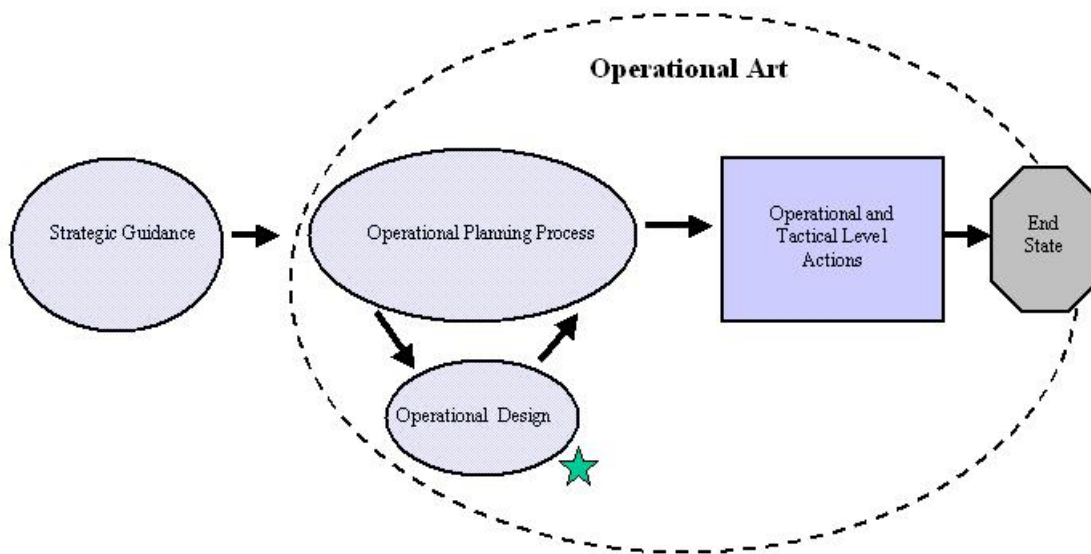 Operational Art
Strategic Guidance
Operational Planning Process
Operational and
Tactical Level
Actions
End
State
Operational Design